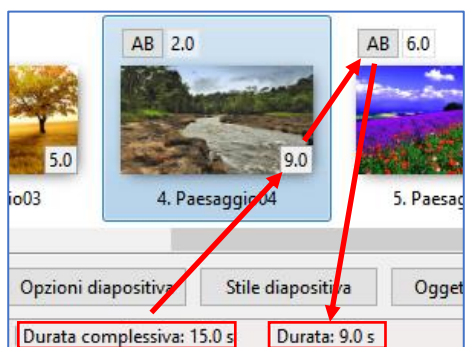 AB 2.0
AB 6.0
5.0
9.0
io03
4. Paesaggio04
5. Paesag
Opzioni diapositiva
Stile diapositiva
Ogget
Durata complessiva: 15.0 s
Durata: 9.0 s